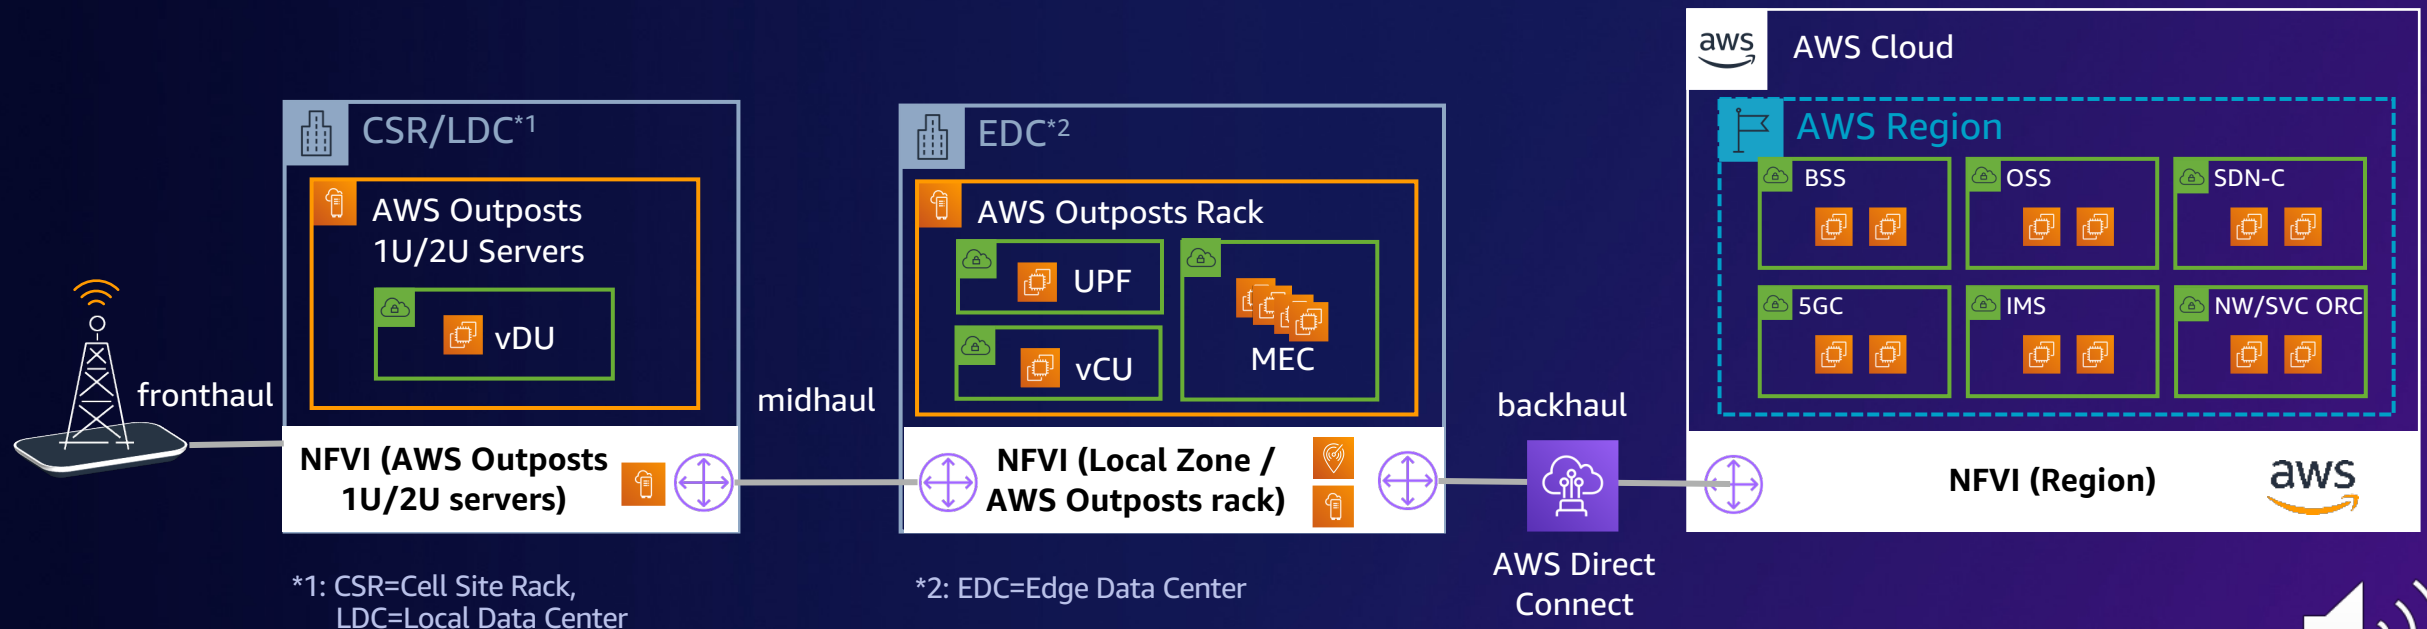 fronthaul
CSR/LDC*1
AWS Outposts
1U/2U Servers
vDU
NFVI (AWS Outposts
1U/2U servers)
*1: CSR=Cell Site Rack,
LDC=Local Data Center
midhaul
EDC*2
AWS Outposts Rack
UPF
vCU
MEC
NFVI (Local Zone /
AWS Outposts rack)
*2: EDC=Edge Data Center
backhaul
AWS Direct
Connect
aws
AWS Cloud
AWS Region
BSS
OSS
SDN-C
5GC
IMS
NW/SVC ORC
NFVI (Region)
aws